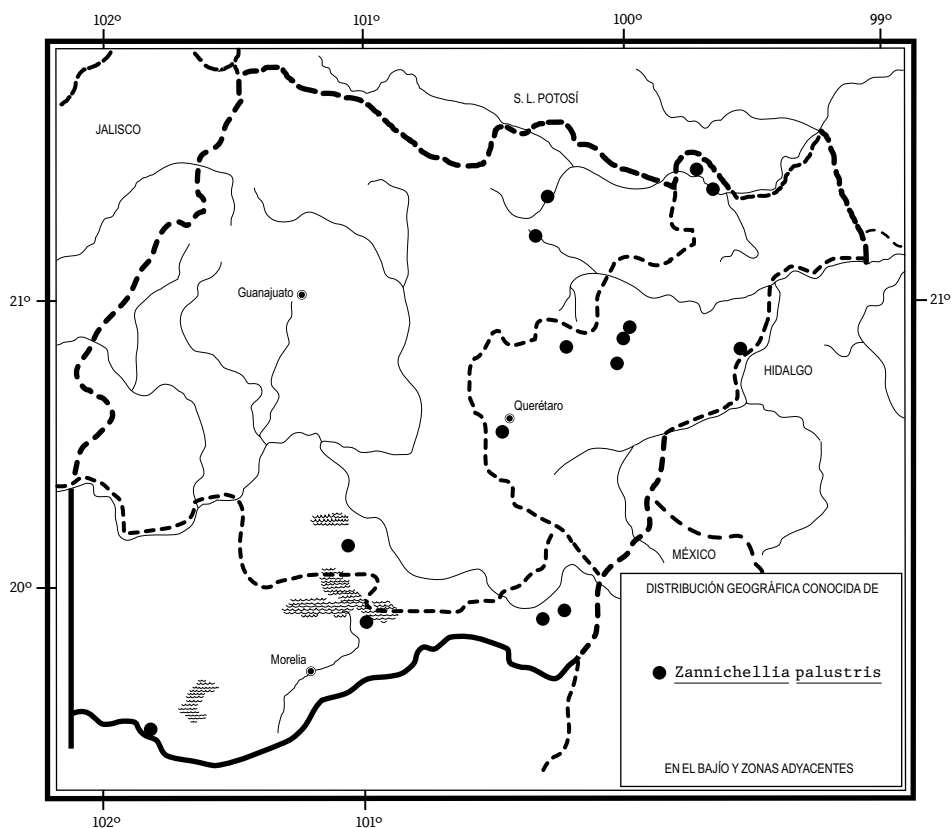 102º 101º 100º 99º
S. L. POTOSÍ
JALISCO
Guanajuato
21º 21º
HIDALGO
Querétaro
MÉXICO
20º
DISTRIBUCIÓN GEOGRÁFICA CONOCIDA DE
Morelia
Zannichellia palustris
EN EL BAJÍO Y ZONAS ADYACENTES
102º 101º